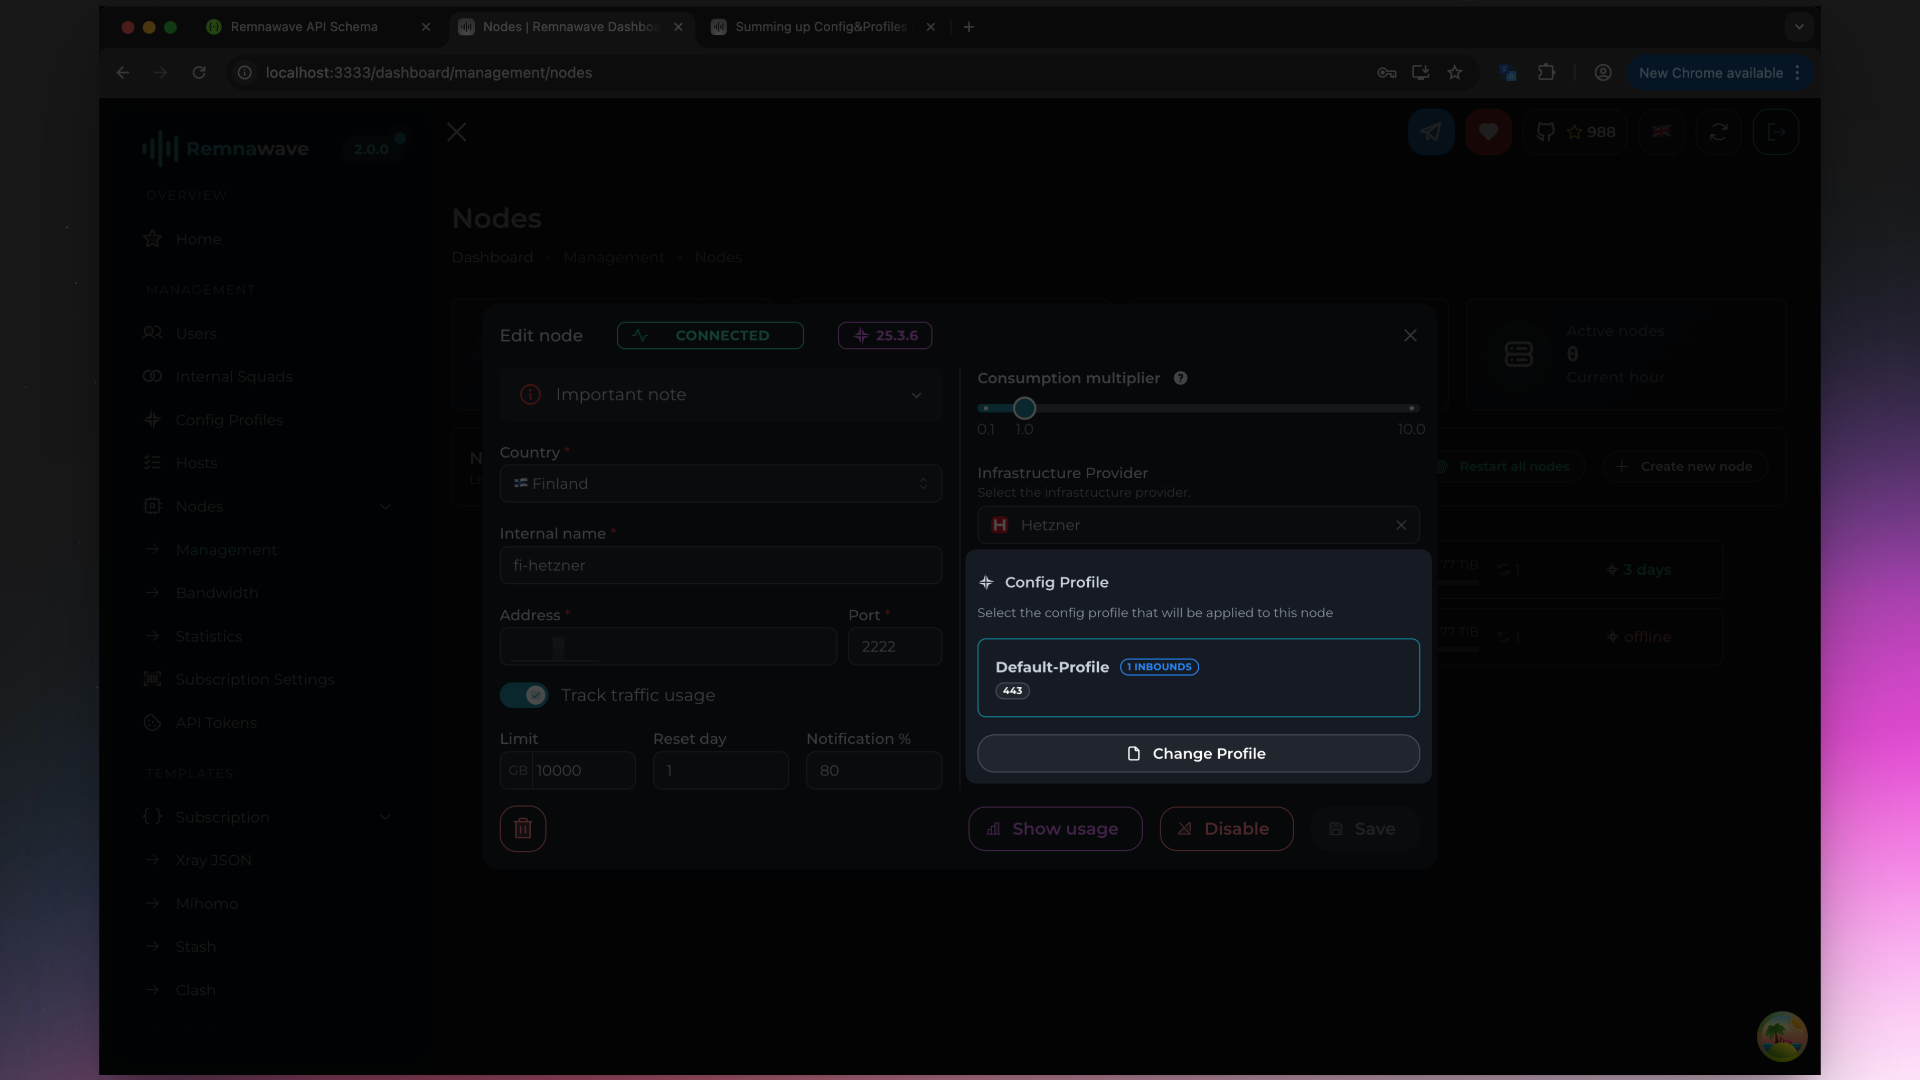 Remnawave API Schema
Nodes | Remnawave Dashboa
Summing up Config&Profiles
localhost:3333/dashboard/management/nodes
New Chrome available
Remnawave
2.0.0
988
OVERVIEW
Home
MANAGEMENT
Users
Internal Squads
Config Profiles
Hosts
Nodes
Management
Bandwidth
Statistics
Subscription Settings
API Tokens
TEMPLATES
Subscription
Xray JSON
Mihomo
Stash
Clash
Nodes
Dashboard
Management
Nodes
Active nodes
0
Current hour
Restart all nodes
Create new node
77 TiB
1
3 days
77 TiB
1
offline
Edit node
CONNECTED
25.3.6
Important note
Country *
Finland
Internal name *
fi-hetzner
Address *
Port *
2222
Track traffic usage
Limit
Reset day
Notification %
GB
10000
1
80
Consumption multiplier
0.1
1.0
10.0
Infrastructure Provider
Select the infrastructure provider.
H
Hetzner
Config Profile
Select the config profile that will be applied to this node
Default-Profile
1 INBOUNDS
443
Change Profile
Show usage
Disable
Save